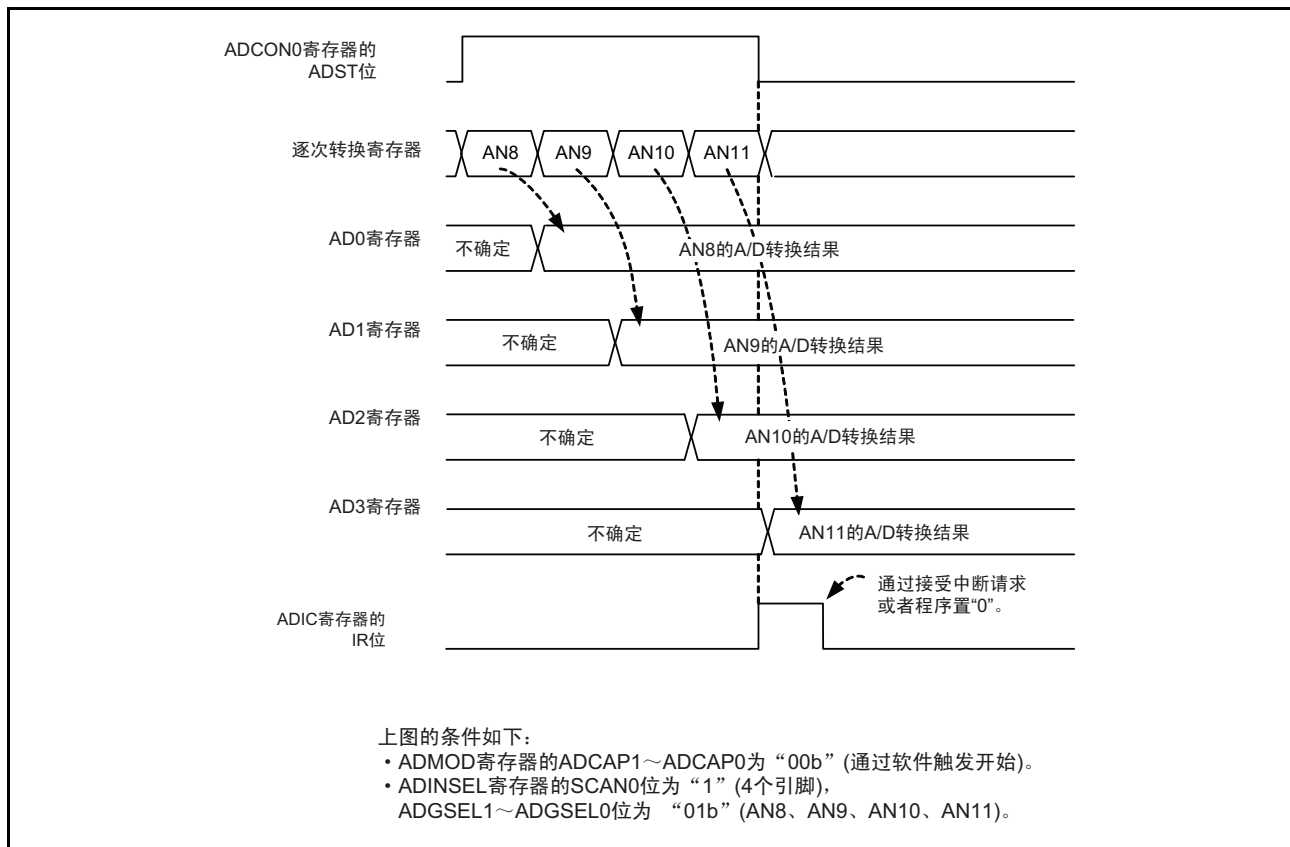 ADCON0寄存器的
ADST位
逐次转换寄存器
AN8
AN9
AN10
AN11
AD0寄存器
不确定
AN8的A/D转换结果
AD1寄存器
不确定
AN9的A/D转换结果
AD2寄存器
不确定
AN10的A/D转换结果
AD3寄存器
不确定
AN11的A/D转换结果
ADIC寄存器的
IR位
通过接受中断请求
或者程序置“0”。
上图的条件如下：
• ADMOD寄存器的ADCAP1～ADCAP0为“00b”(通过软件触发开始)。
• ADINSEL寄存器的SCAN0位为“1”(4个引脚)，
ADGSEL1～ADGSEL0位为 “01b”(AN8、AN9、AN10、AN11)。